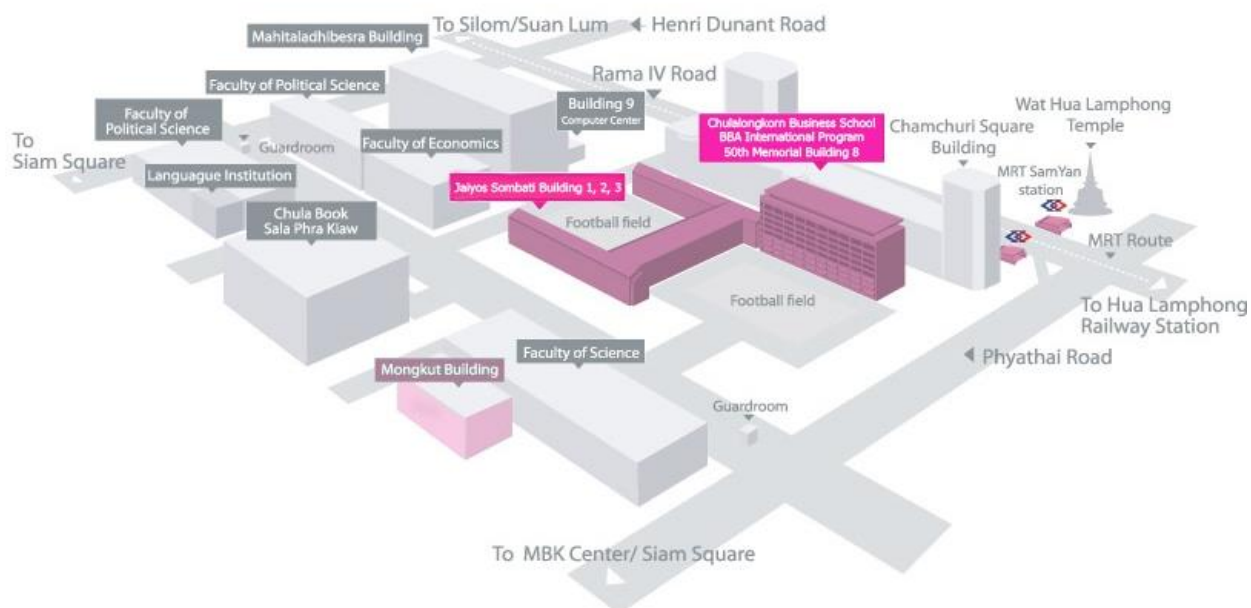 To Silom/Suan Lum
Henri Dunant Road
Mahitaladhibesra Building
Rama IV Road
Faculty of Political Science
Building 9
Computer Center
Chulalongkorn Business School
BBA International Program
50th Memorial Building 8
Wat Hua Lamphong
Temple
Chamchuri Square
Building
Faculty of
Political Science
To
Siam Square
Guardroom
Faculty of Economics
MRT SamYan
station
Languague Institution
Jaiyos Sombati Building 1, 2, 3
Chula Book
Sala Phra Kiaw
Football field
MRT Route
Football field
To Hua Lamphong
Railway Station
Faculty of Science
Phyathai Road
Mongkut Building
Guardroom
To MBK Center/ Siam Square